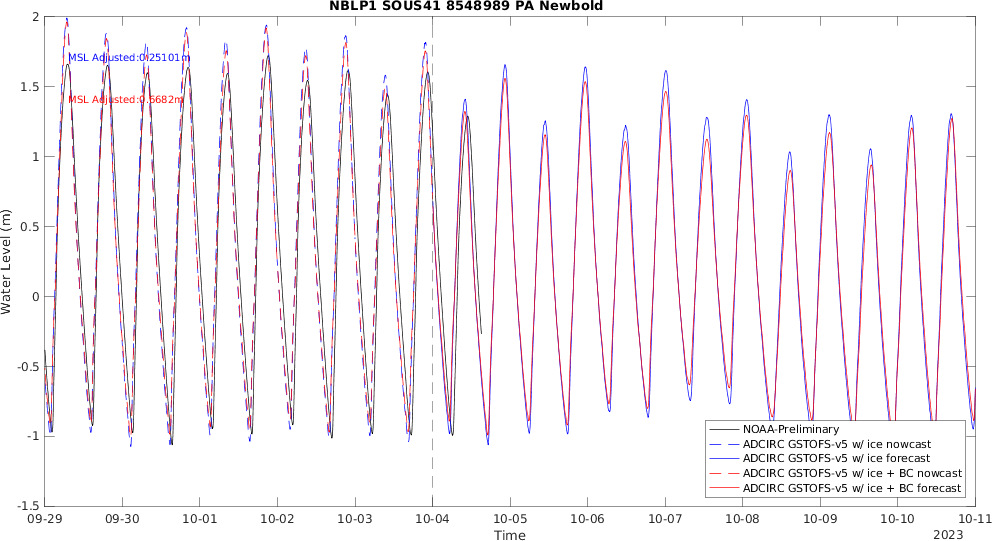 NBLP1 SOUS41 8548989 PA Newbold
2
1.5
1
0.5
0
-0.5
-1
-1.5
Water Level (m)
MSL Adjusted:0.25101m
MSL Adjusted:0.6682m
NOAA-Preliminary
ADCIRC GSTOFS-v5 w/ ice nowcast
ADCIRC GSTOFS-v5 w/ ice forecast
ADCIRC GSTOFS-v5 w/ ice + BC nowcast
ADCIRC GSTOFS-v5 w/ ice + BC forecast
09-29 09-30 10-01 10-02 10-03 10-04 10-05 10-06 10-07 10-08 10-09 10-10 10-11
Time
2023